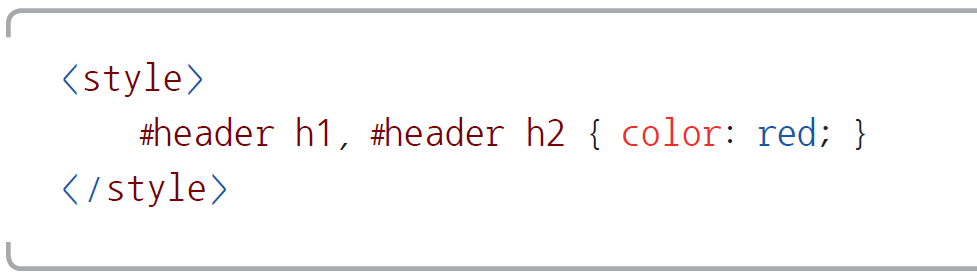 <style>
#header h1, #header h2 { color: red; }
</style>